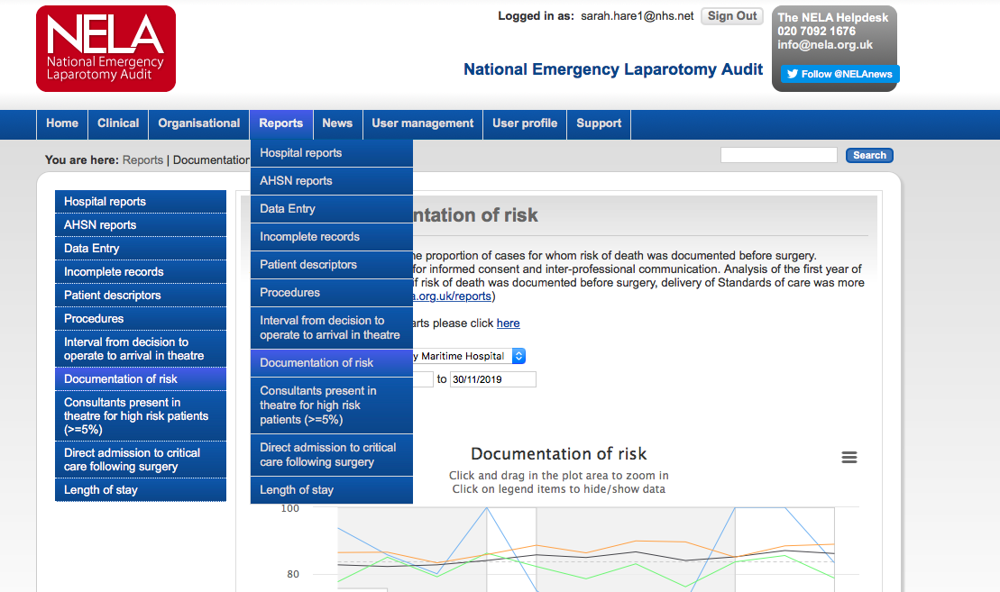 NELA
National Emergency
Laparotomy Audit
Logged in as: sarah.hare1@nhs.net
Sign Out
National Emergency Laparotomy Audit
The NELA Helpdesk
020 7092 1676
info@nela.org.uk
Follow @NELAnews
Home
Clinical
Organisational
Reports
News
User management
User profile
Support
You are here: Reports | Documentation
Search
Hospital reports
AHSN reports
Data Entry
Incomplete records
Patient descriptors
Procedures
Interval from decision to
operate to arrival in theatre
Documentation of risk
Consultants present in
theatre for high risk patients
(>=5%)
Direct admission to critical
care following surgery
Length of stay
Hospital reports
AHSN reports
Data Entry
Incomplete records
Patient descriptors
Procedures
Interval from decision to
operate to arrival in theatre
Documentation of risk
Consultants present in
theatre for high risk
patients (>=5%)
Direct admission to critical
care following surgery
Length of stay
ntation of risk
e proportion of cases for whom risk of death was documented before surgery.
for informed consent and inter-professional communication. Analysis of the first year of
if risk of death was documented before surgery, delivery of Standards of care was more
a.org.uk/reports)
arts please click here
y Maritime Hospital
to 30/11/2019
Documentation of risk
Click and drag in the plot area to zoom in
Click on legend items to hide/show data
100
80